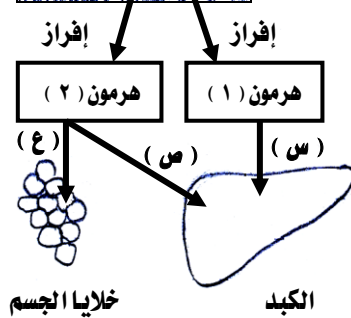 إفراز
إفراز
هرمون ( ١ )
هرمون ( ٢ )
( س )
( ص )
( ع )
الكبد
خلايا الجسم